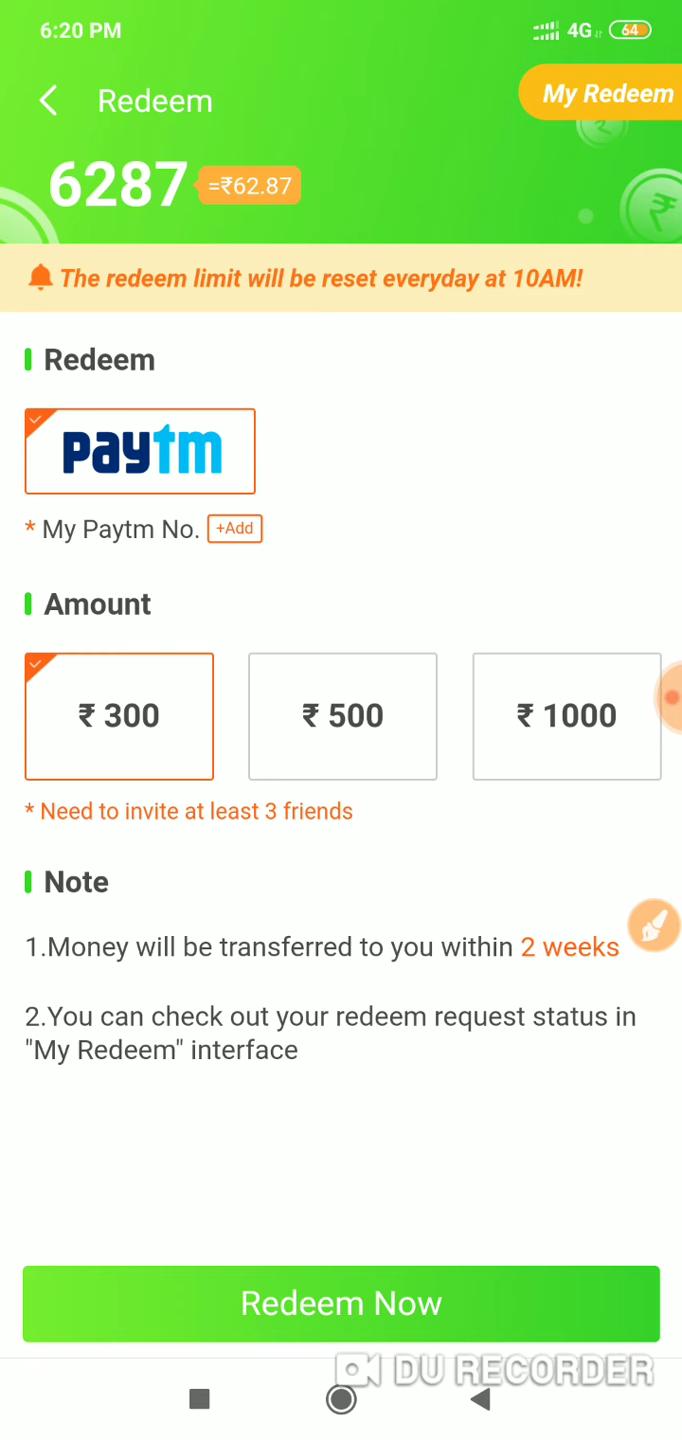 6:20 PM
4G
64
Redeem
My Redeem
6287
=₹62.87
The redeem limit will be reset everyday at 10AM!
Redeem
paytm
* My Paytm No. +Add
Amount
₹ 300
₹ 500
₹ 1000
* Need to invite at least 3 friends
Note
1.Money will be transferred to you within 2 weeks
2.You can check out your redeem request status in
"My Redeem" interface
Redeem Now
DU RECORDER